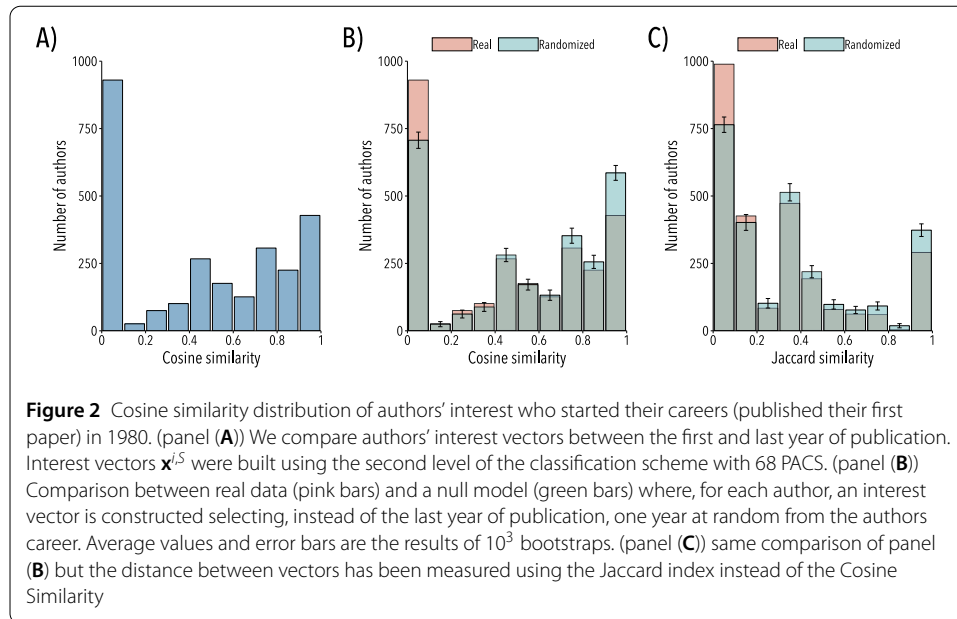 A)
B)
C)
Real
Randomized
Real
Randomized
1000
750
500
250
0
Number of authors
0
0.2
0.4
0.6
0.8
1
Cosine similarity
1000
750
500
250
0
Number of authors
0
0.2
0.4
0.6
0.8
1
Cosine similarity
1000
750
500
250
0
Number of authors
0
0.2
0.4
0.6
0.8
1
Jaccard similarity
Figure 2 Cosine similarity distribution of authors' interest who started their careers (published their first
paper) in 1980. (panel (A)) We compare authors' interest vectors between the first and last year of publication.
Interest vectors x^{i,S} were built using the second level of the classification scheme with 68 PACS. (panel (B))
Comparison between real data (pink bars) and a null model (green bars) where, for each author, an interest
vector is constructed selecting, instead of the last year of publication, one year at random from the authors
career. Average values and error bars are the results of 10³ bootstraps. (panel (C)) same comparison of panel
(B) but the distance between vectors has been measured using the Jaccard index instead of the Cosine
Similarity